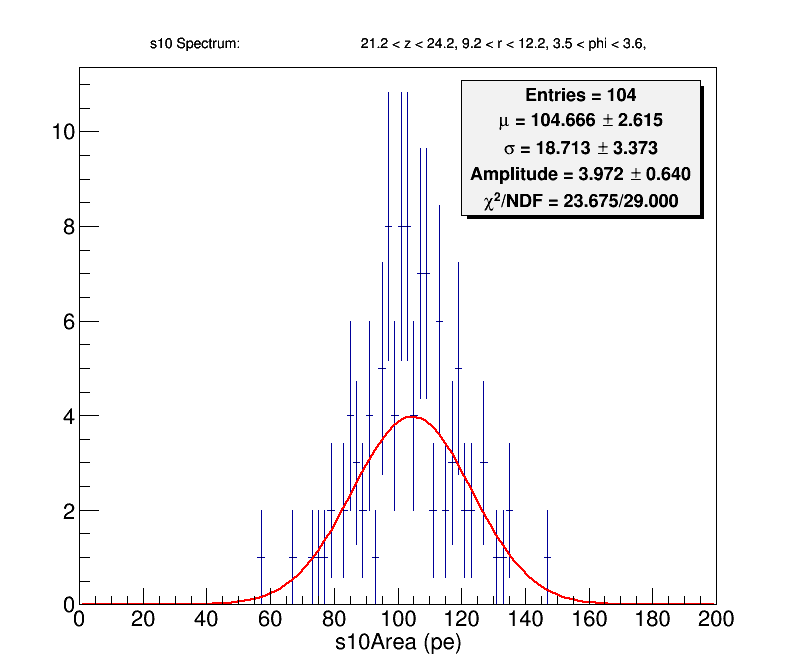 s10 Spectrum: 21.2 < z < 24.2, 9.2 < r < 12.2, 3.5 < phi < 3.6,
Entries = 104
μ = 104.666 ± 2.615
σ = 18.713 ± 3.373
Amplitude = 3.972 ± 0.640
χ²/NDF = 23.675/29.000
10
8
6
4
2
0
0 20 40 60 80 100 120 140 160 180 200
s10Area (pe)